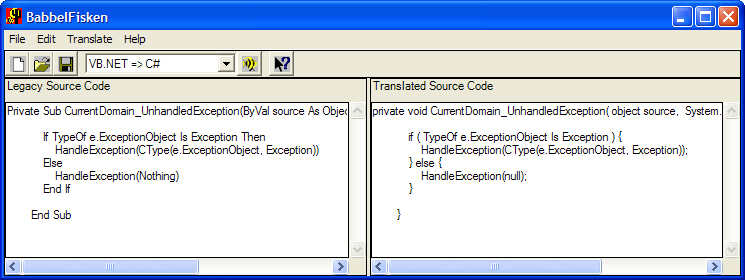 BabbelFisken
File Edit Translate Help
VB.NET => C#
Legacy Source Code
Private Sub CurrentDomain_UnhandledException(ByVal source As Objec
If TypeOf e.ExceptionObject Is Exception Then
HandleException(CType(e.ExceptionObject, Exception))
Else
HandleException(Nothing)
End If
End Sub
Translated Source Code
private void CurrentDomain_UnhandledException( object source, System.
if ( TypeOf e.ExceptionObject Is Exception ) {
HandleException(CType(e.ExceptionObject, Exception));
} else {
HandleException(null);
}
}